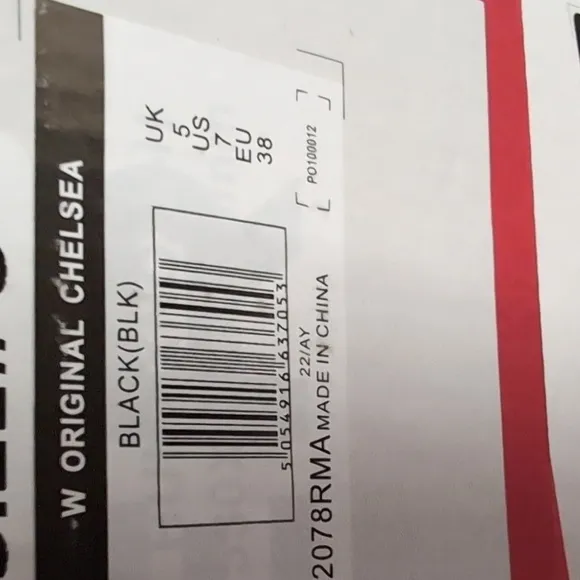 W ORIGINAL CHELSEA
BLACK(BLK)
UK
5
US
7
EU
38
5 054916 637053
22/AY
2078RMA MADE IN CHINA
PO100012